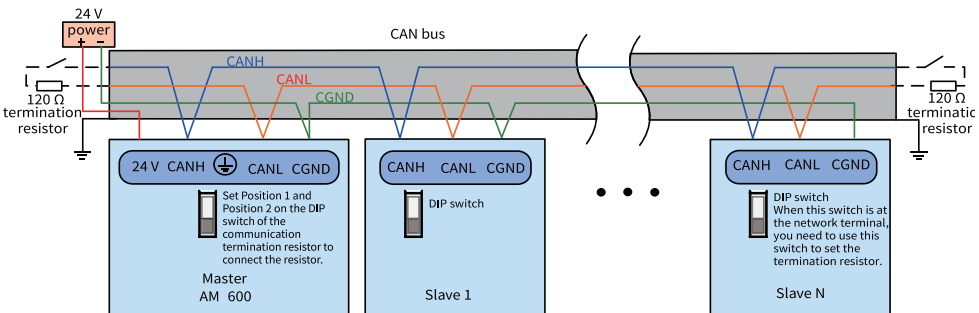 24 V
power
+ −
CAN bus
CANH
CANL
CGND
120 Ω
termination
resistor
120 Ω
terminatic
resistor
24 V CANH CANL CGND
CANH CANL CGND
CANH CANL CGND
Set Position 1 and
Position 2 on the DIP
switch of the
communication
termination resistor to
connect the resistor.
DIP switch
DIP switch
When this switch is at
the network terminal,
you need to use this
switch to set the
termination resistor.
Master
AM 600
Slave 1
Slave N